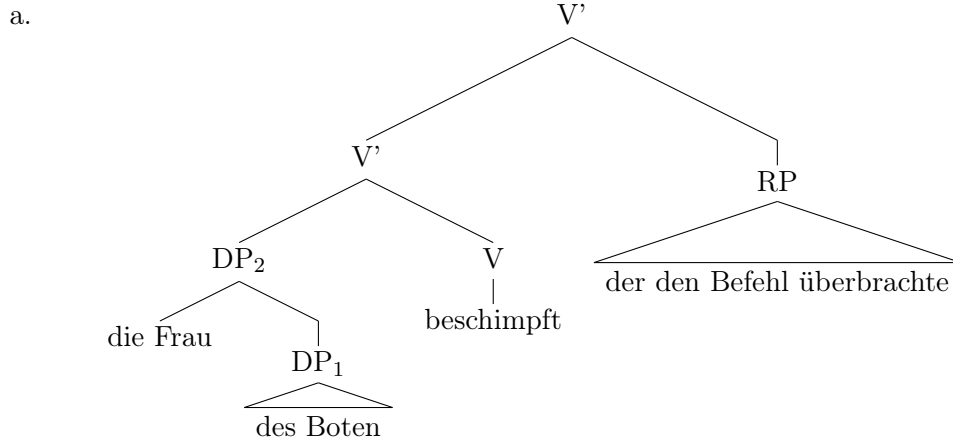 a.
V’
V’
RP
DP₂
V
der den Befehl überbrachte
die Frau
beschimpft
DP₁
des Boten